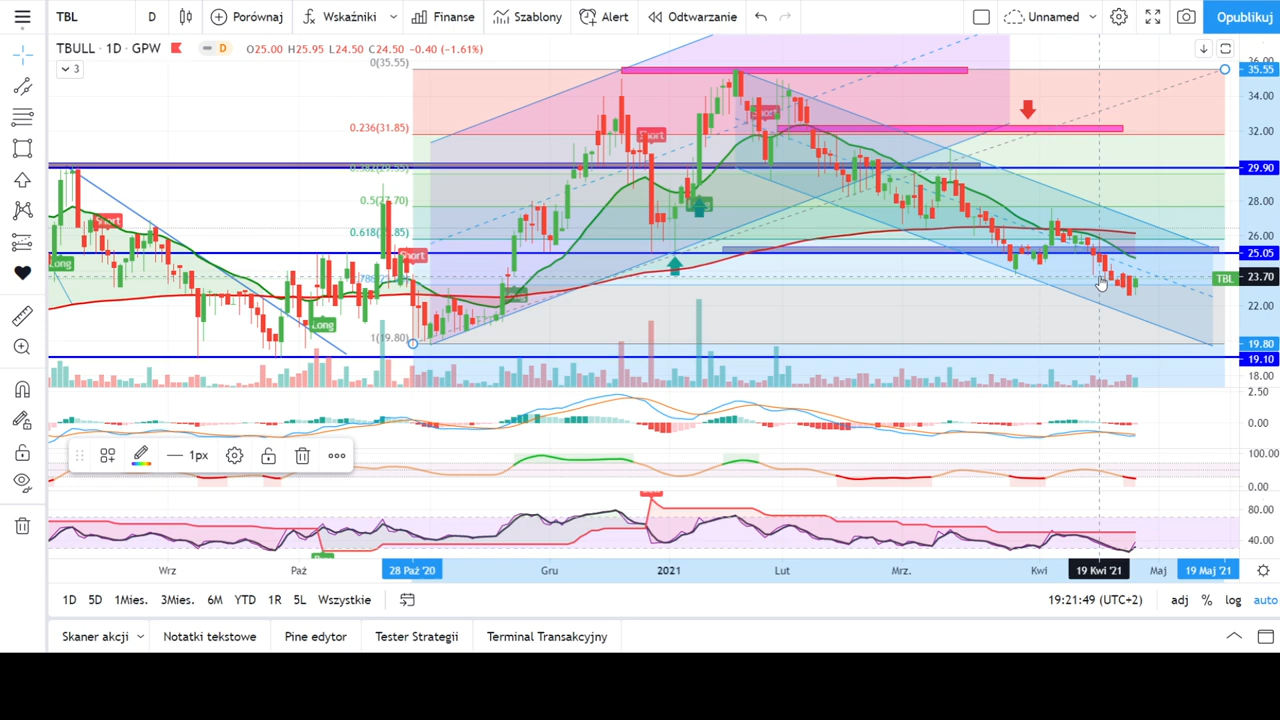 TBL D Porównaj Wskaźniki Finanse Szablony Alert Odtwarzanie Unnamed Opublikuj
TBULL · 1D · GPW D O25.00 H25.95 L24.50 C24.50 −0.40 (−1.61%)
3
0(35.55)
0.236(31.85)
0.5(27.70)
0.618(25.85)
1(19.80)
Short
Short
Short
Short
Long
Long
Long
36.00
35.55
34.00
32.00
29.90
28.00
26.00
25.05
TBL 23.70
22.00
19.80
19.10
18.00
2.50
0.00
100.00
0.00
80.00
40.00
1px
Wrz Paź 28 Paź '20 Gru 2021 Lut Mrz. Kwi 19 Kwi '21 Maj 19 Maj '21
1D 5D 1Mies. 3Mies. 6M YTD 1R 5L Wszystkie 19:21:49 (UTC+2) adj % log auto
Skaner akcji Notatki tekstowe Pine edytor Tester Strategii Terminal Transakcyjny